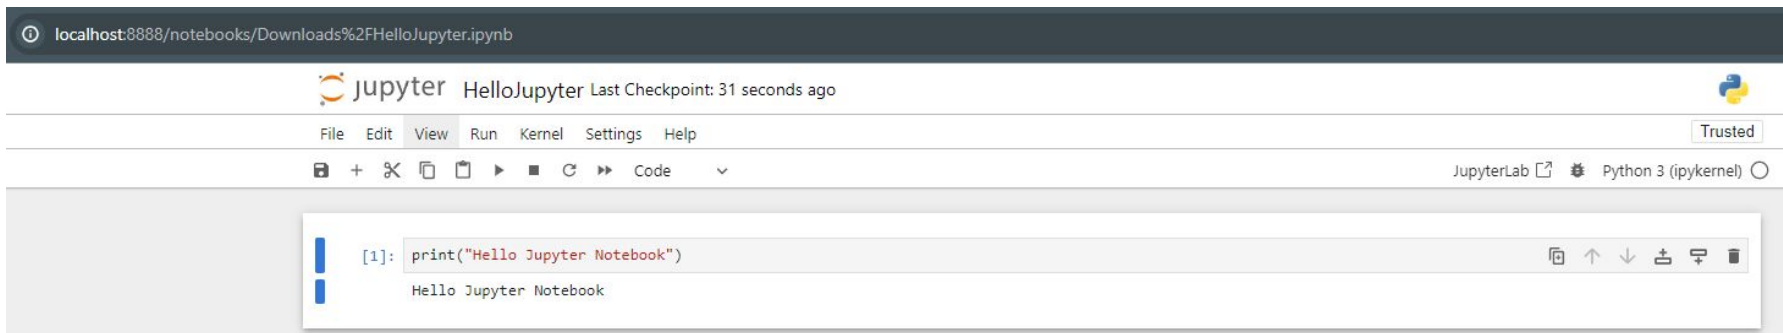 localhost:8888/notebooks/Downloads%2FHelloJupyter.ipynb
jupyter HelloJupyter Last Checkpoint: 31 seconds ago
File Edit View Run Kernel Settings Help Trusted
Code JupyterLab Python 3 (ipykernel)
[1]: print("Hello Jupyter Notebook")
Hello Jupyter Notebook